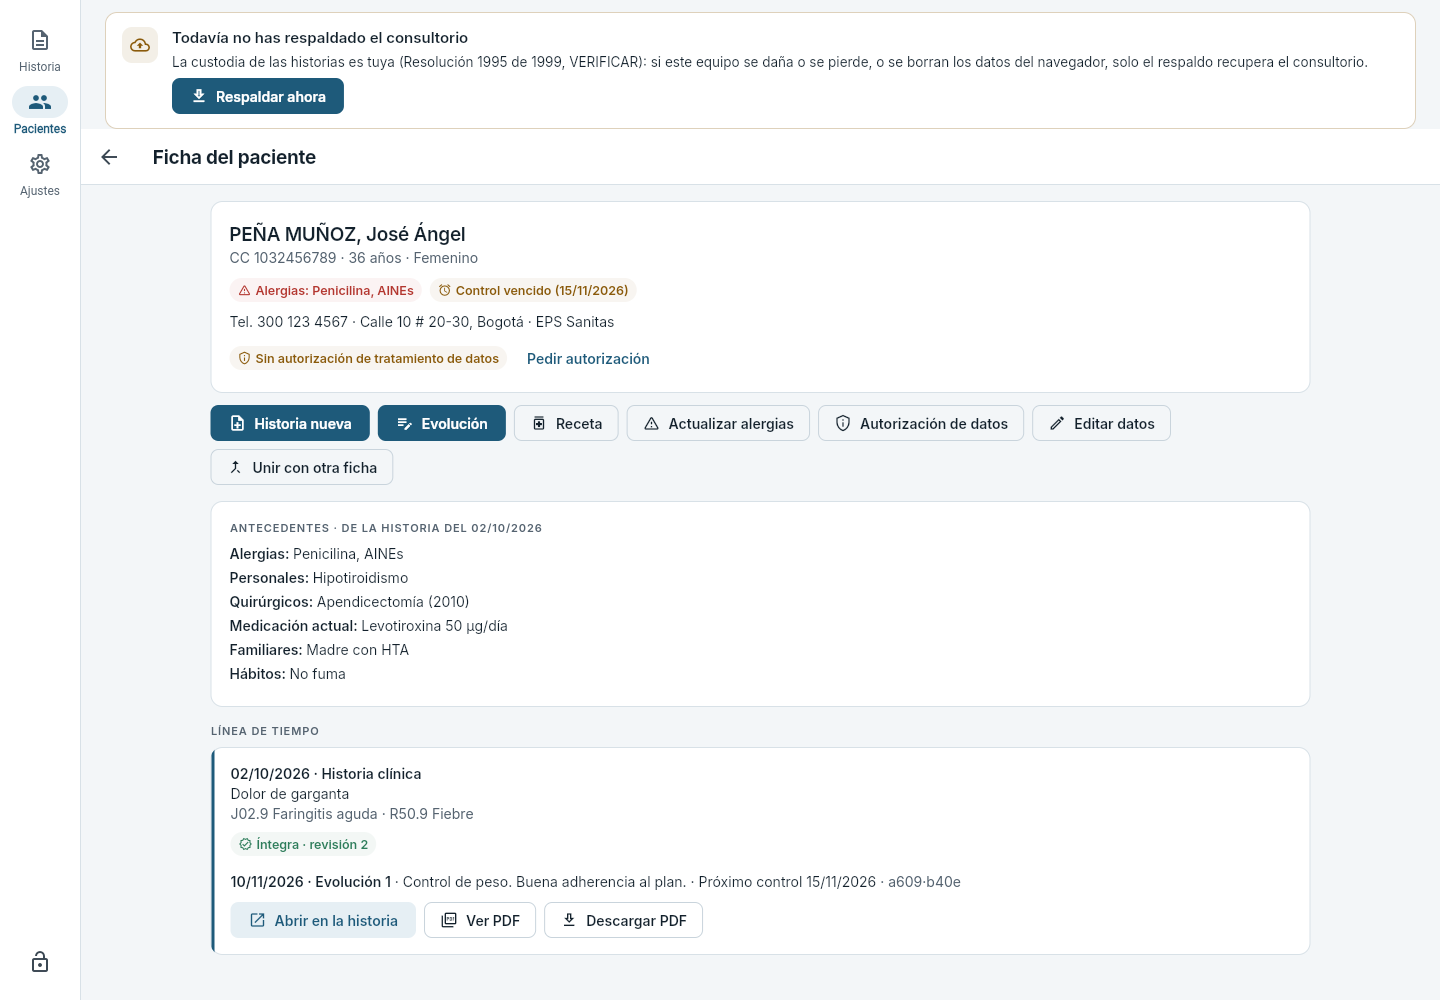 Historia
Pacientes
Ajustes
Todavía no has respaldado el consultorio
La custodia de las historias es tuya (Resolución 1995 de 1999, VERIFICAR): si este equipo se daña o se pierde, o se borran los datos del navegador, solo el respaldo recupera el consultorio.
Respaldar ahora
Ficha del paciente
PEÑA MUÑOZ, José Ángel
CC 1032456789 · 36 años · Femenino
Alergias: Penicilina, AINEs
Control vencido (15/11/2026)
Tel. 300 123 4567 · Calle 10 # 20-30, Bogotá · EPS Sanitas
Sin autorización de tratamiento de datos
Pedir autorización
Historia nueva
Evolución
Receta
Actualizar alergias
Autorización de datos
Editar datos
Unir con otra ficha
ANTECEDENTES · DE LA HISTORIA DEL 02/10/2026
Alergias: Penicilina, AINEs
Personales: Hipotiroidismo
Quirúrgicos: Apendicectomía (2010)
Medicación actual: Levotiroxina 50 µg/día
Familiares: Madre con HTA
Hábitos: No fuma
LÍNEA DE TIEMPO
02/10/2026 · Historia clínica
Dolor de garganta
J02.9 Faringitis aguda · R50.9 Fiebre
Íntegra · revisión 2
10/11/2026 · Evolución 1 · Control de peso. Buena adherencia al plan. · Próximo control 15/11/2026 · a609·b40e
Abrir en la historia
Ver PDF
Descargar PDF